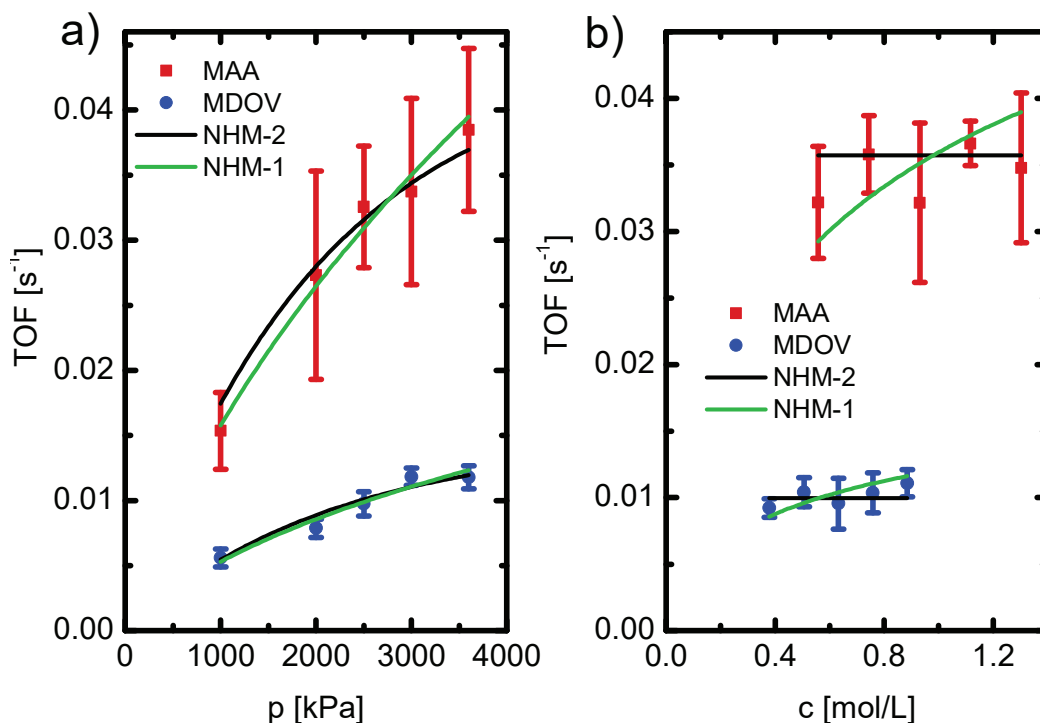 a)
MAA
MDOV
NHM-2
NHM-1
0.04
0.03
0.02
0.01
0.00
TOF [s⁻¹]
0 1000 2000 3000 4000
p [kPa]
b)
0.04
0.03
0.02
0.01
0.00
TOF [s⁻¹]
MAA
MDOV
NHM-2
NHM-1
0.0 0.4 0.8 1.2
c [mol/L]